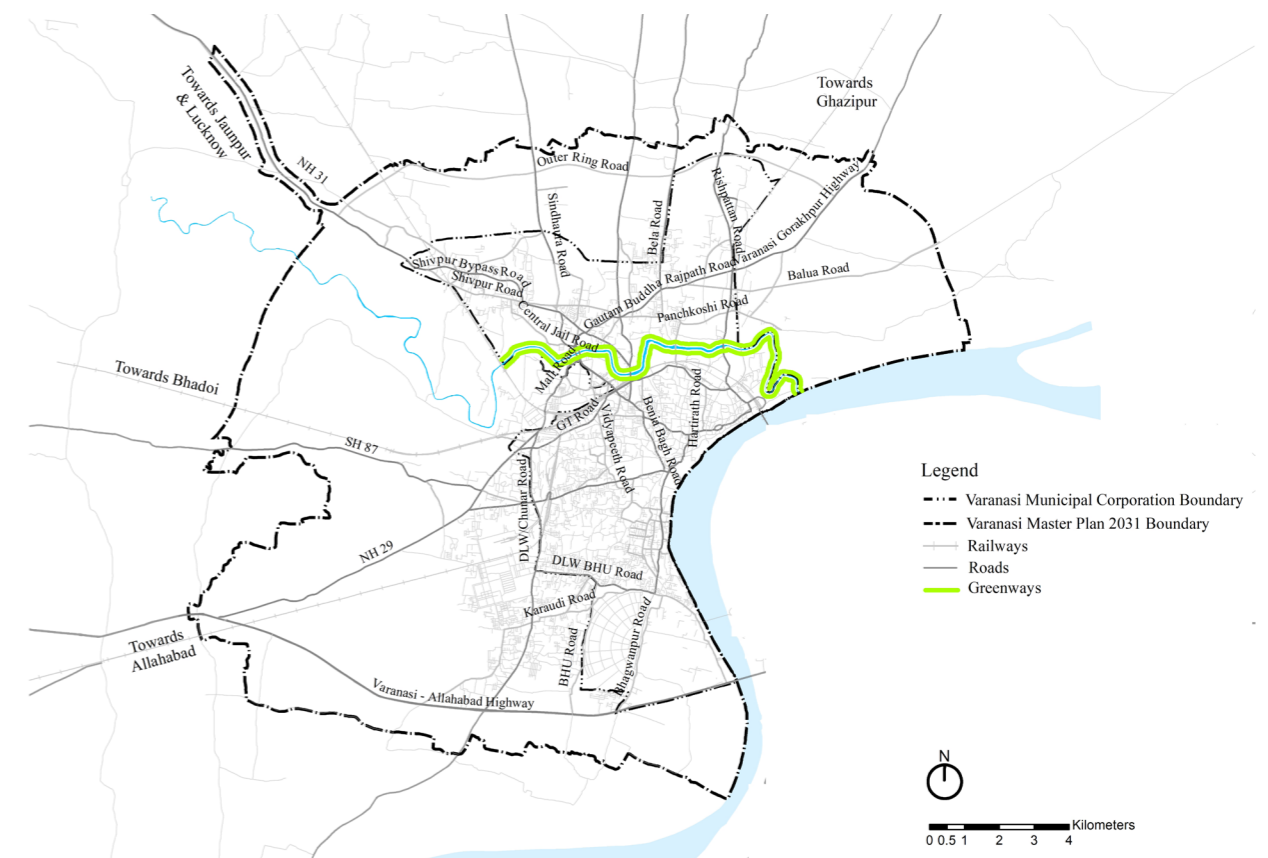 Towards
Ghazipur
Towards Jaunpur
& Lucknow
NH 31
Outer Ring Road
Sindhaura Road
Bela Road
Rishpattan Road
Varanasi Gorakhpur Highway
Shivpur Bypass Road
Shivpur Road
Gautam Buddha Rajpath Road
Balua Road
Panchkoshi Road
Central Jail Road
Mall Road
Towards Bhadoi
GT Road
Vidyapeeth Road
Benia Bagh Road
Hartirath Road
SH 87
DLW/Chunar Road
NH 29
DLW BHU Road
Karaudi Road
BHU Road
Bhagwanpur Road
Towards
Allahabad
Varanasi - Allahabad Highway
Legend
Varanasi Municipal Corporation Boundary
Varanasi Master Plan 2031 Boundary
Railways
Roads
Greenways
N
Kilometers
0 0.5 1 2 3 4